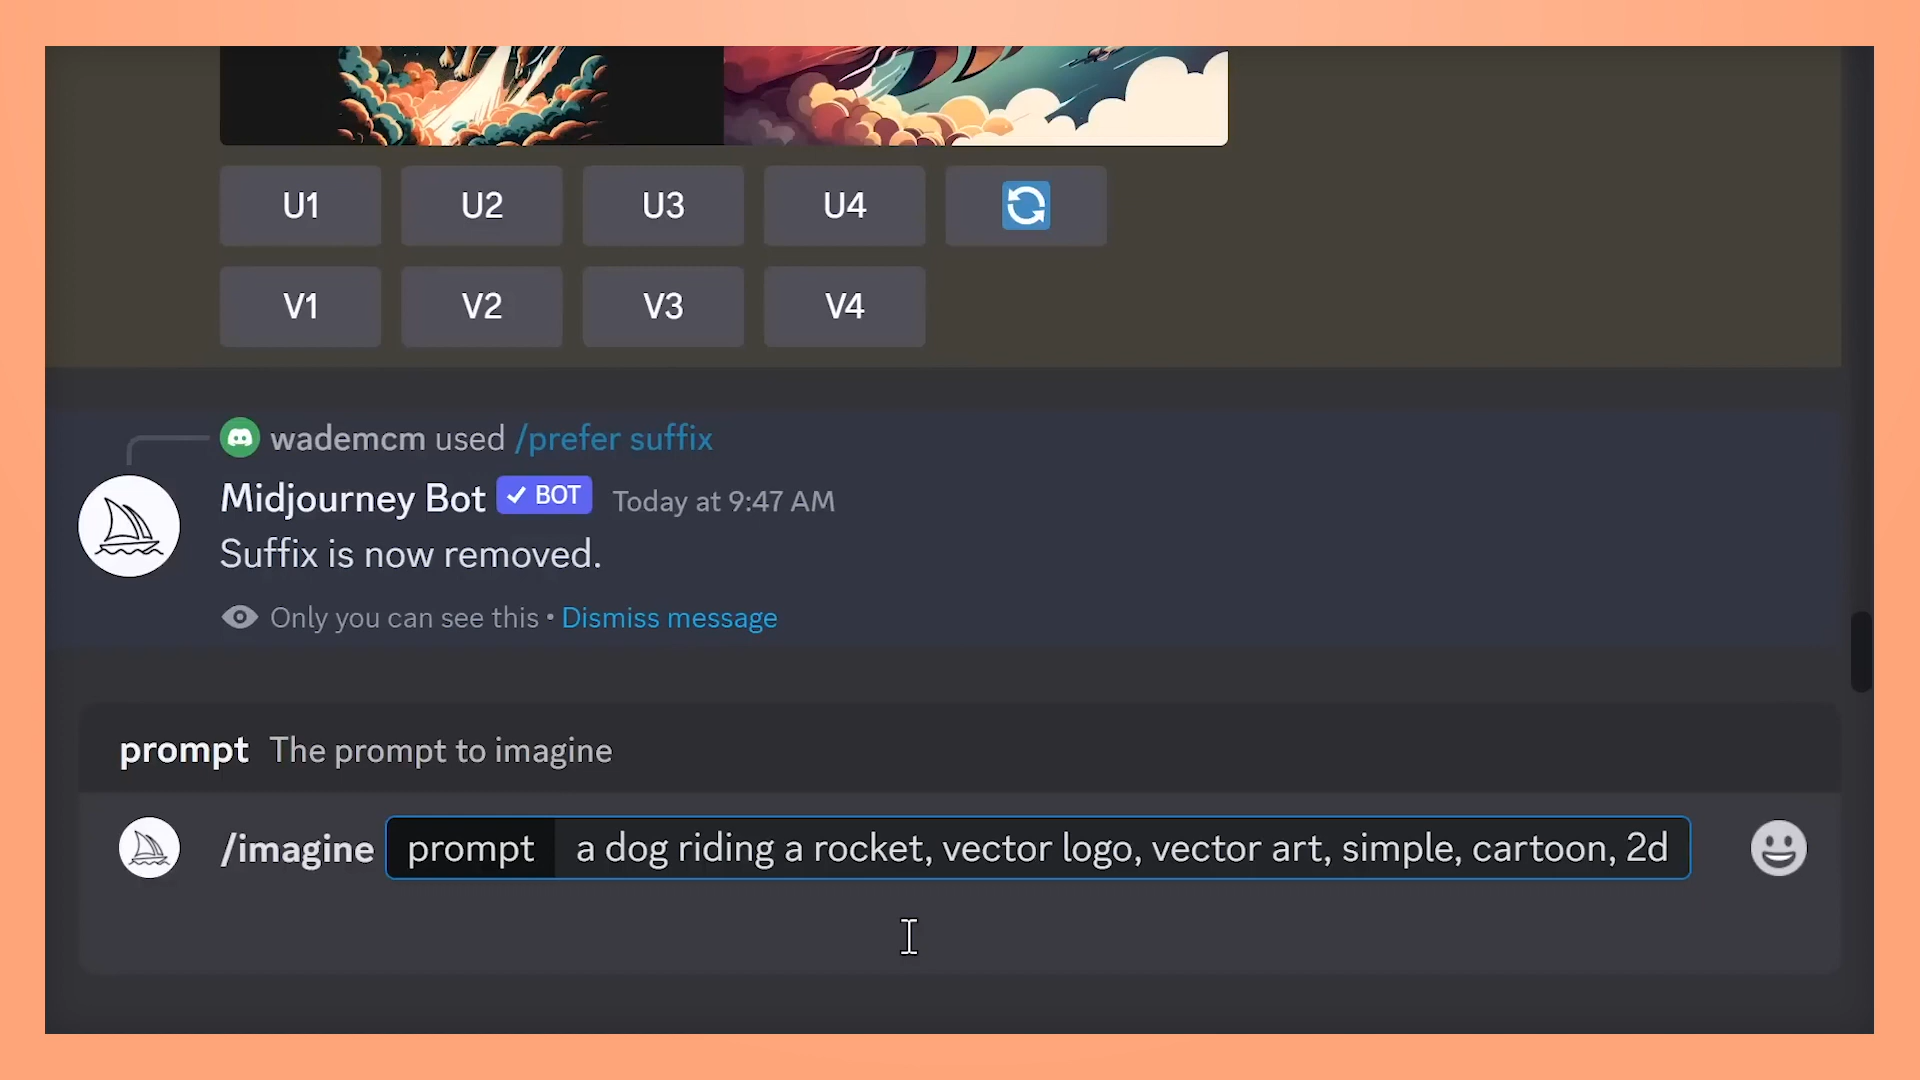 U1 U2 U3 U4
V1 V2 V3 V4
wademcm used /prefer suffix
Midjourney Bot ✓ BOT Today at 9:47 AM
Suffix is now removed.
Only you can see this • Dismiss message
prompt The prompt to imagine
/imagine prompt a dog riding a rocket, vector logo, vector art, simple, cartoon, 2d